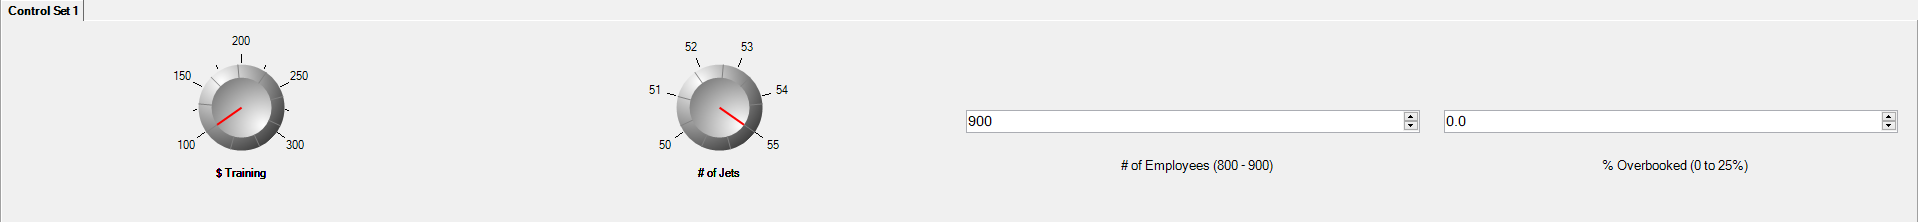 Control Set 1
200
150
250
100
300
$ Training
52
53
51
54
50
55
# of Jets
900
# of Employees (800 - 900)
0.0
% Overbooked (0 to 25%)